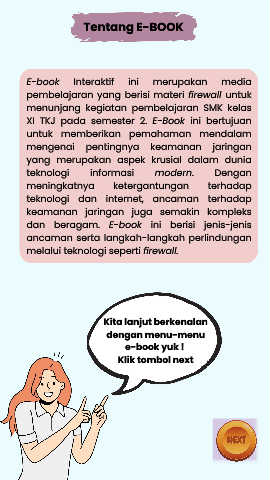 Tentang E-BOOK
E-book Interaktif ini merupakan media
pembelajaran yang berisi materi firewall untuk
menunjang kegiatan pembelajaran SMK kelas
XI TKJ pada semester 2. E-Book ini bertujuan
untuk memberikan pemahaman mendalam
mengenai pentingnya keamanan jaringan
yang merupakan aspek krusial dalam dunia
teknologi informasi modern. Dengan
meningkatnya ketergantungan terhadap
teknologi dan internet, ancaman terhadap
keamanan jaringan juga semakin kompleks
dan beragam. E-book ini berisi jenis-jenis
ancaman serta langkah-langkah perlindungan
melalui teknologi seperti firewall.
Kita lanjut berkenalan
dengan menu-menu
e-book yuk !
Klik tombol next
NEXT